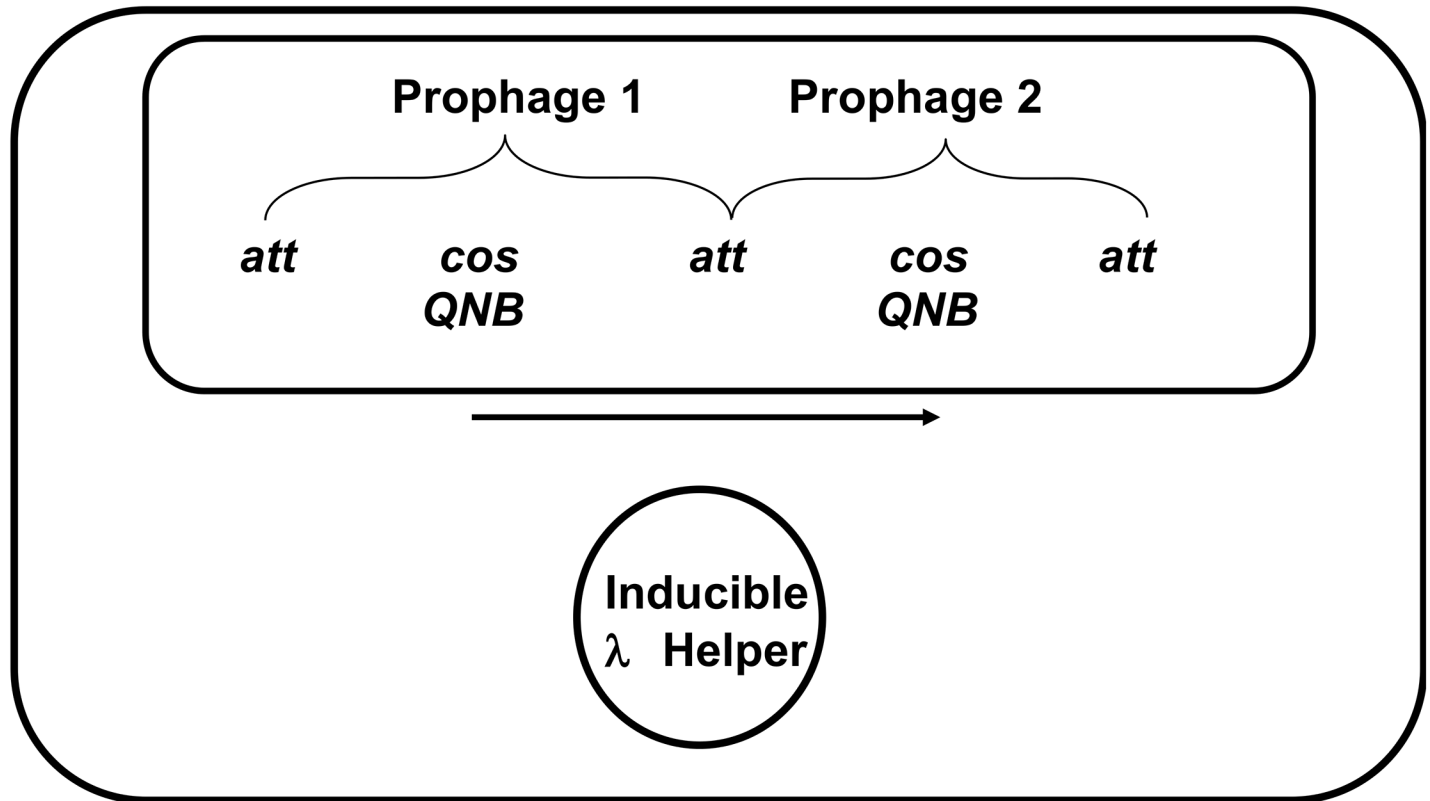 Prophage 1 Prophage 2
att cos att cos att
QNB QNB
Inducible
λ Helper